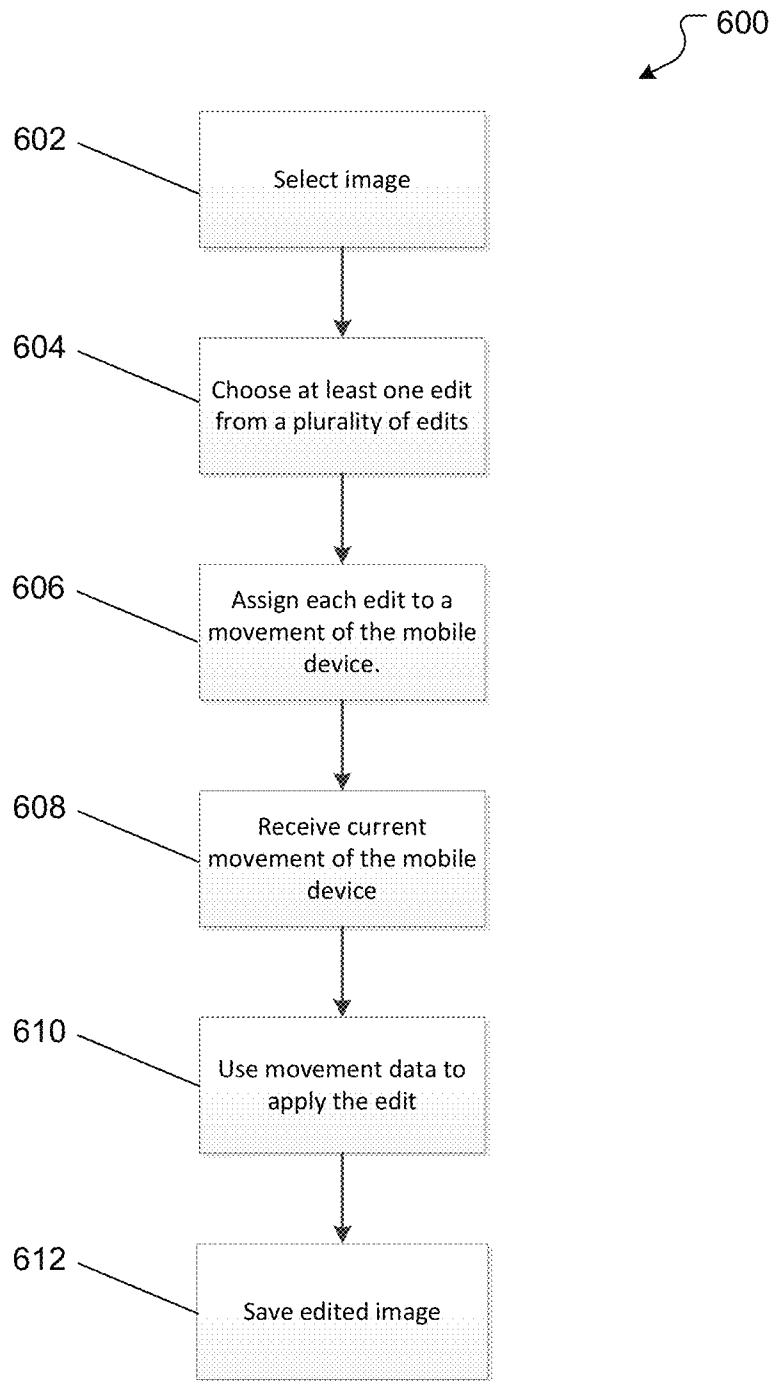 600
602
Select image
604
Choose at least one edit
from a plurality of edits
606
Assign each edit to a
movement of the mobile
device.
608
Receive current
movement of the mobile
device
610
Use movement data to
apply the edit
612
Save edited image